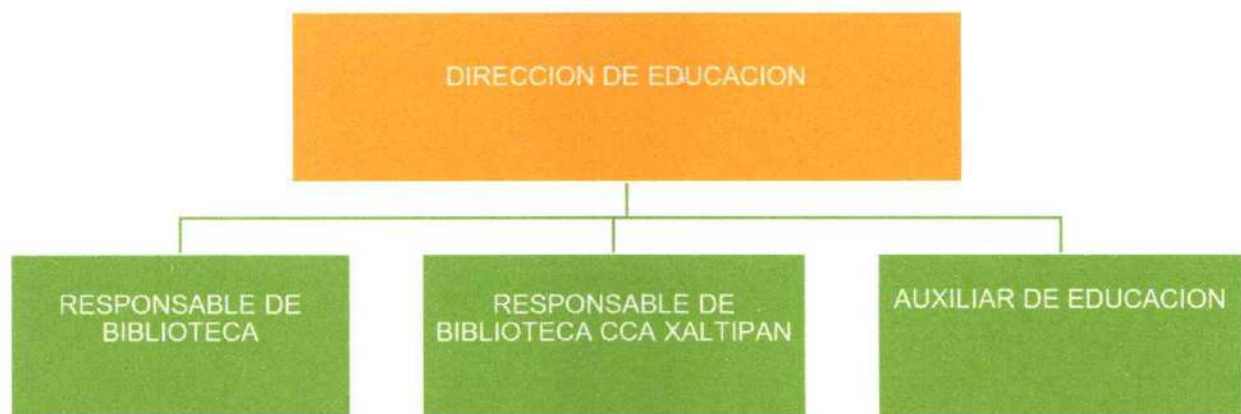 DIRECCION DE EDUCACION
RESPONSABLE DE
BIBLIOTECA
RESPONSABLE DE
BIBLIOTECA CCA XALTIPAN
AUXILIAR DE EDUCACION